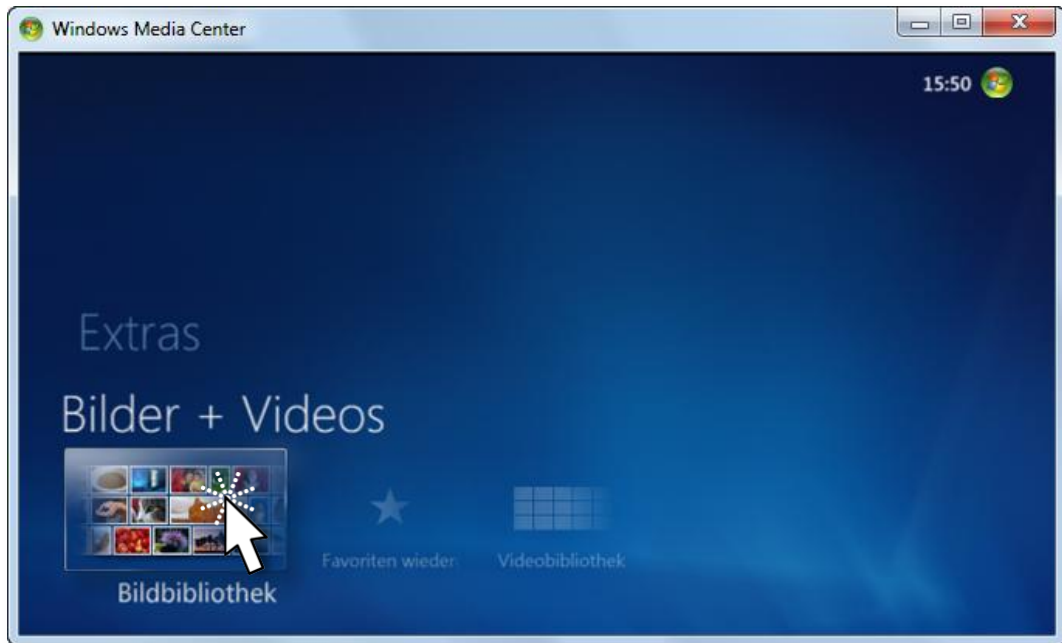 Windows Media Center
15:50
Extras
Bilder + Videos
Favoriten wieder
Videobibliothek
Bildbibliothek